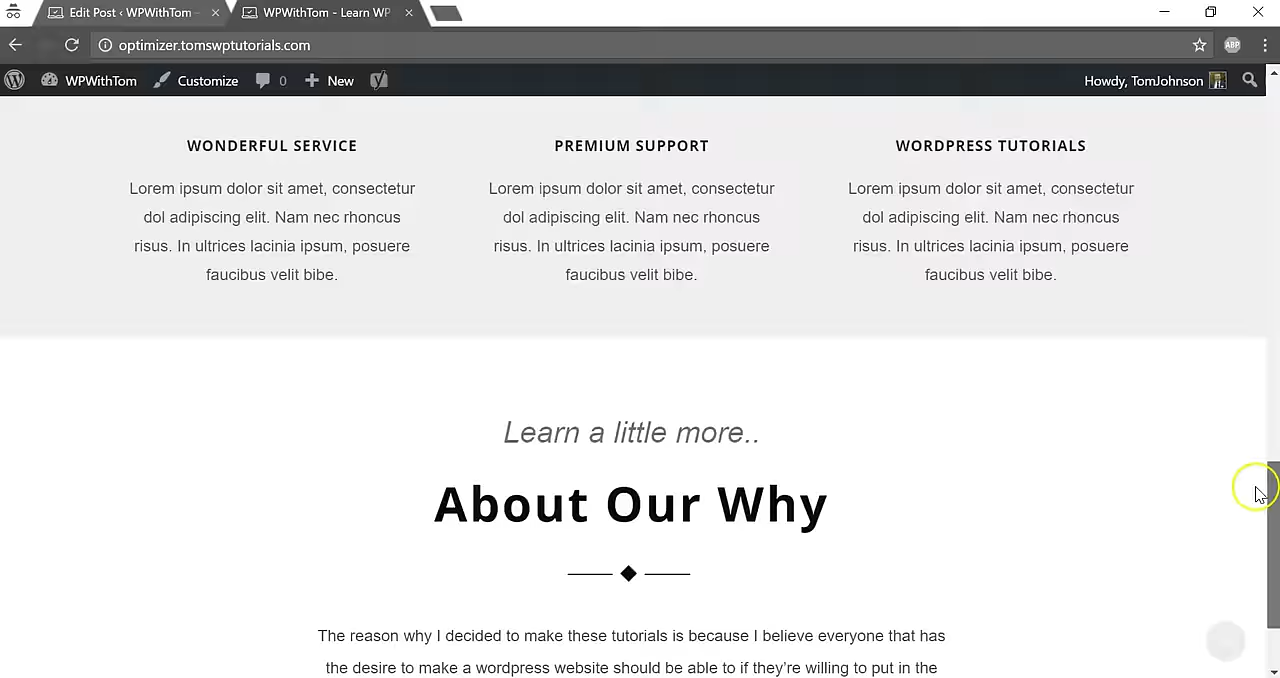 Edit Post ‹ WPWithTom
WPWithTom - Learn WP
optimizer.tomswptutorials.com
ABP
WPWithTom
Customize
0
New
Howdy, TomJohnson
WONDERFUL SERVICE
Lorem ipsum dolor sit amet, consectetur
dol adipiscing elit. Nam nec rhoncus
risus. In ultrices lacinia ipsum, posuere
faucibus velit bibe.
PREMIUM SUPPORT
Lorem ipsum dolor sit amet, consectetur
dol adipiscing elit. Nam nec rhoncus
risus. In ultrices lacinia ipsum, posuere
faucibus velit bibe.
WORDPRESS TUTORIALS
Lorem ipsum dolor sit amet, consectetur
dol adipiscing elit. Nam nec rhoncus
risus. In ultrices lacinia ipsum, posuere
faucibus velit bibe.
Learn a little more..
About Our Why
The reason why I decided to make these tutorials is because I believe everyone that has
the desire to make a wordpress website should be able to if they're willing to put in the